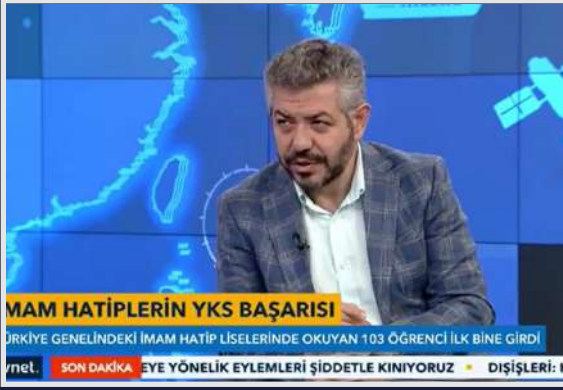 MAM HATİPLERİN YKS BAŞARISI
ÜRKİYE GENELİNDEKİ İMAM HATİP LİSELERİNDE OKUYAN 103 ÖĞRENCİ İLK BİNE GİRDİ
vnet. SON DAKİKA EYE YÖNELİK EYLEMLERİ ŞİDDETLE KINIYORUZ • DIŞİŞLERİ: